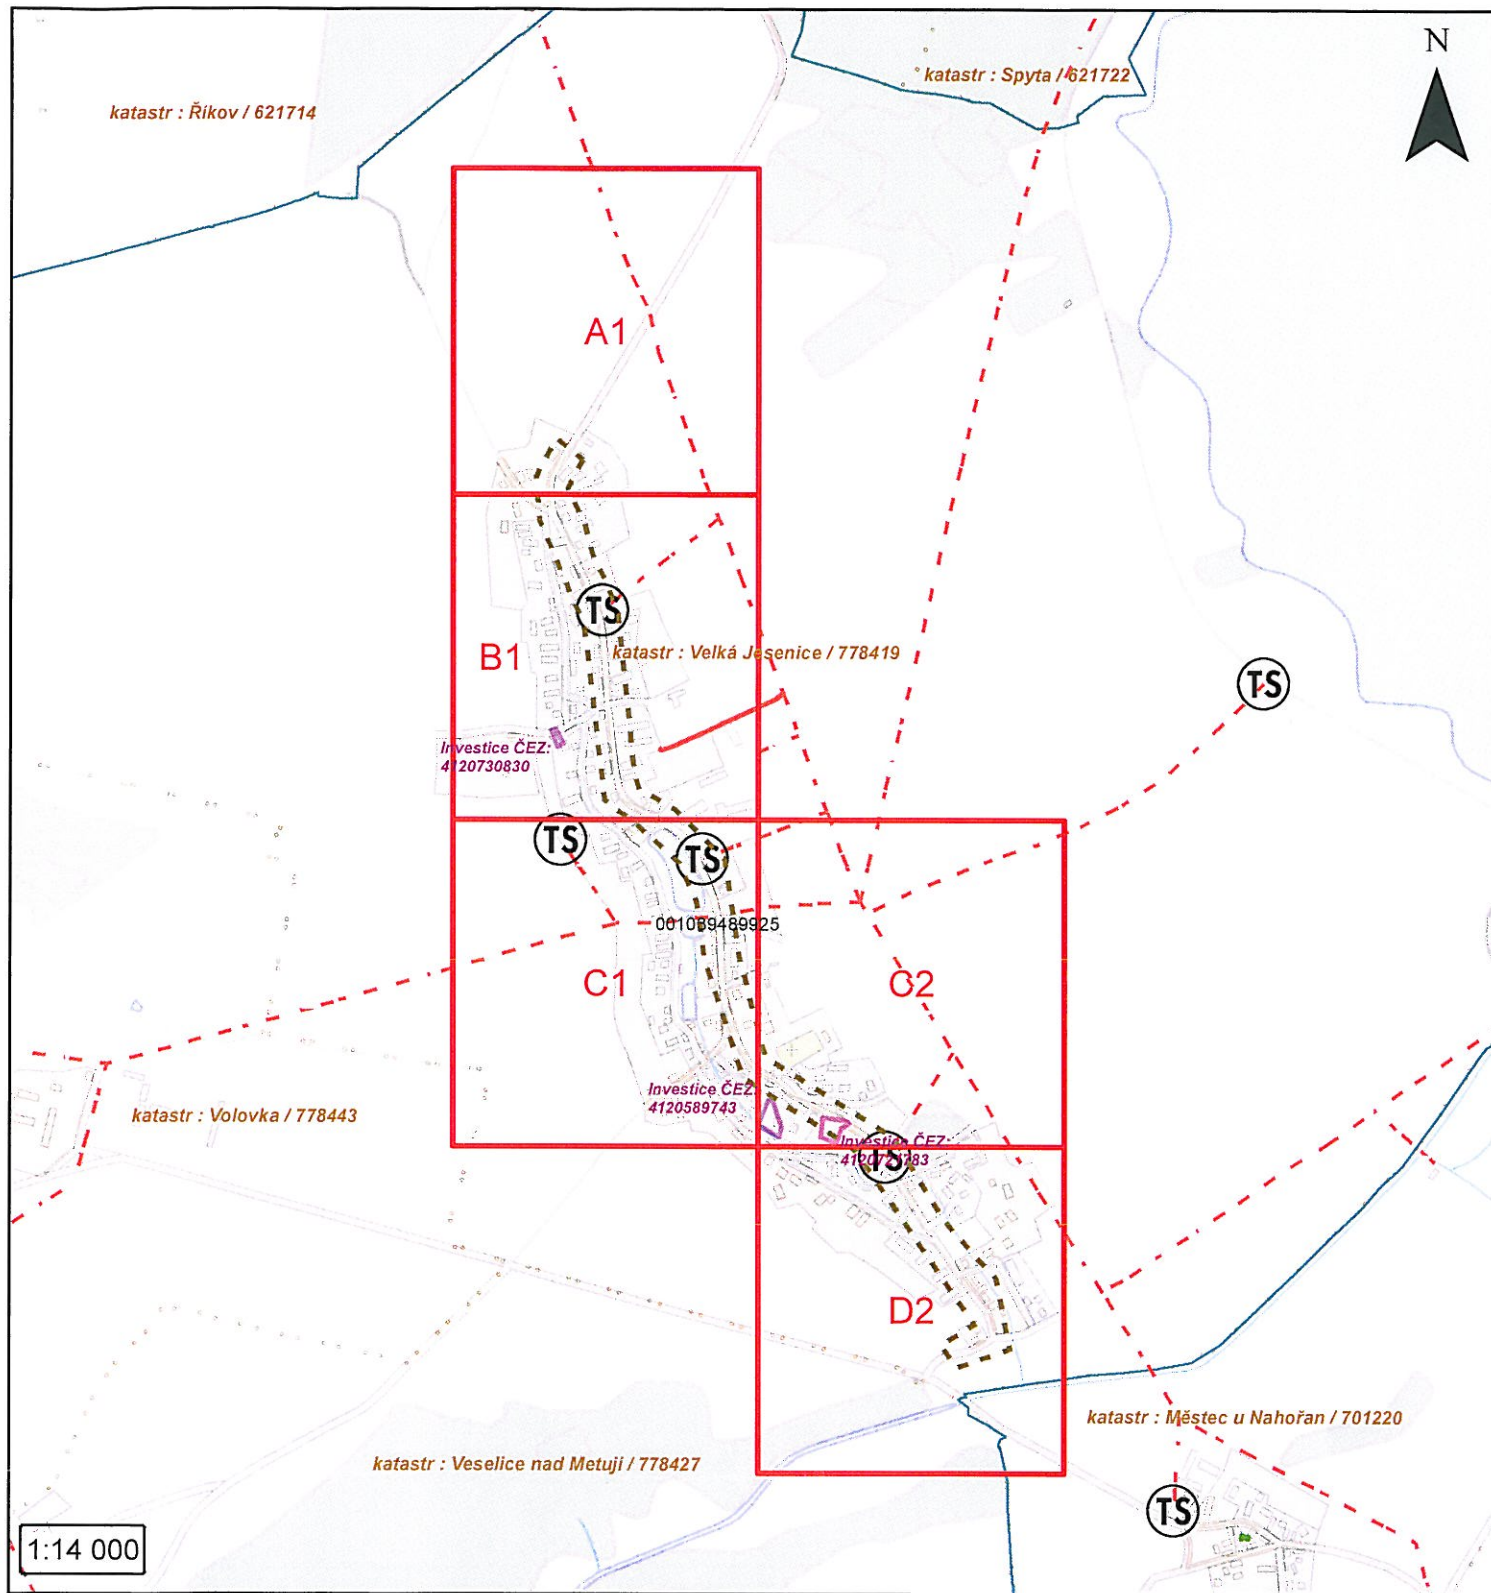 N
katastr : Spyta / 621722
katastr : Říkov / 621714
A1
TS
B1
katastr : Velká Jesenice / 778419
TS
Investice ČEZ:
4120730830
TS
TS
001039489925
C1
C2
Investice ČEZ:
4120589743
katastr : Volovka / 778443
Investice ČEZ:
TS
D2
katastr : Městec u Nahořan / 701220
katastr : Veselice nad Metují / 778427
TS
1:14 000